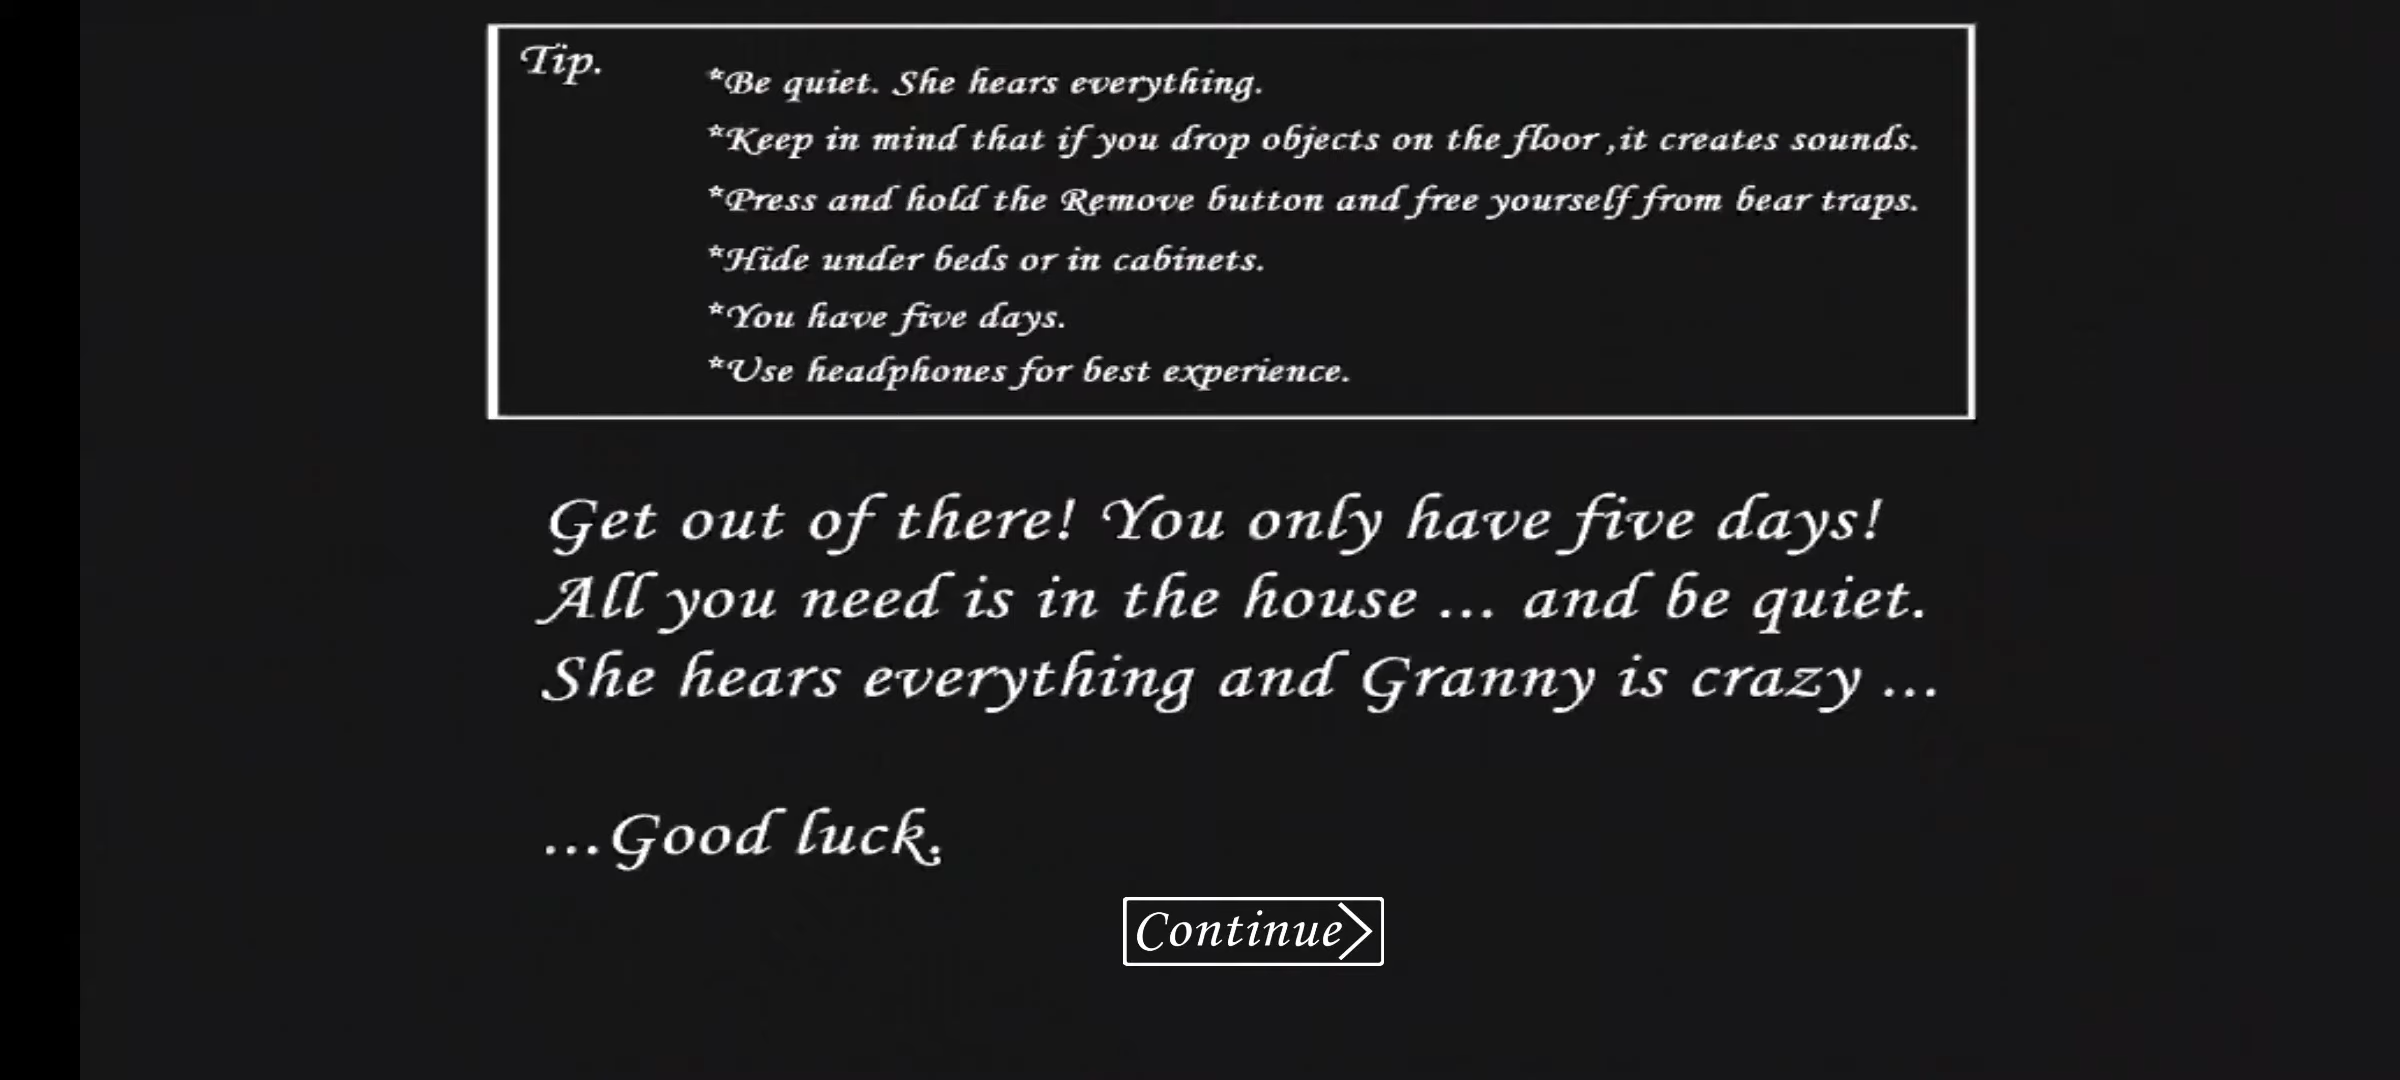 Tip.
*Be quiet. She hears everything.
*Keep in mind that if you drop objects on the floor ,it creates sounds.
*Press and hold the Remove button and free yourself from bear traps.
*Hide under beds or in cabinets.
*You have five days.
*Use headphones for best experience.
Get out of there! You only have five days!
All you need is in the house ... and be quiet.
She hears everything and Granny is crazy ...
...Good luck.
Continue>